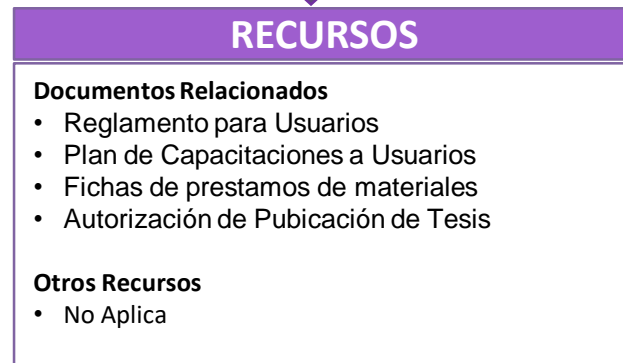 RECURSOS
Documentos Relacionados
• Reglamento para Usuarios
• Plan de Capacitaciones a Usuarios
• Fichas de prestamos de materiales
• Autorización de Pubicación de Tesis
Otros Recursos
• No Aplica